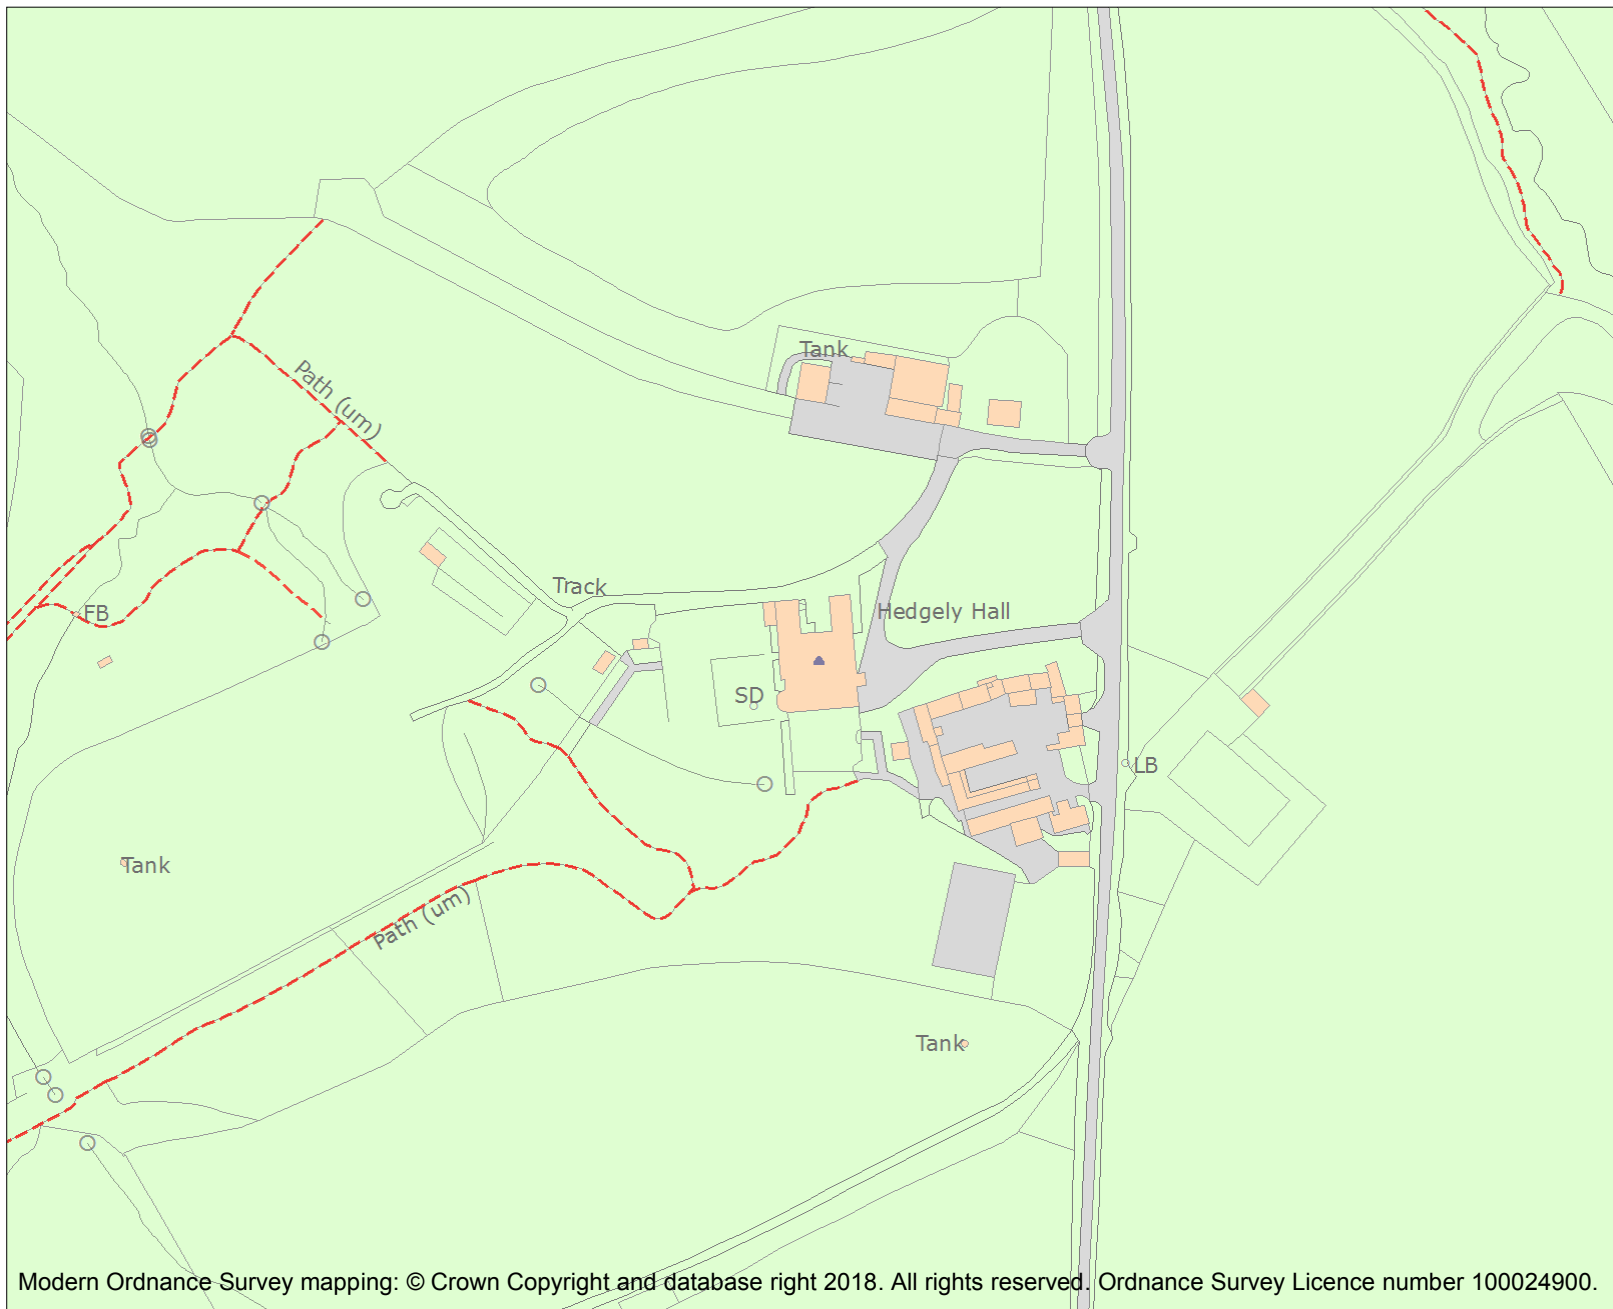 Tank
Path (um)
Track
Hedgely Hall
FB
SD
LB
Tank
Path (um)
Tank
Modern Ordnance Survey mapping: © Crown Copyright and database right 2018. All rights reserved. Ordnance Survey Licence number 100024900.